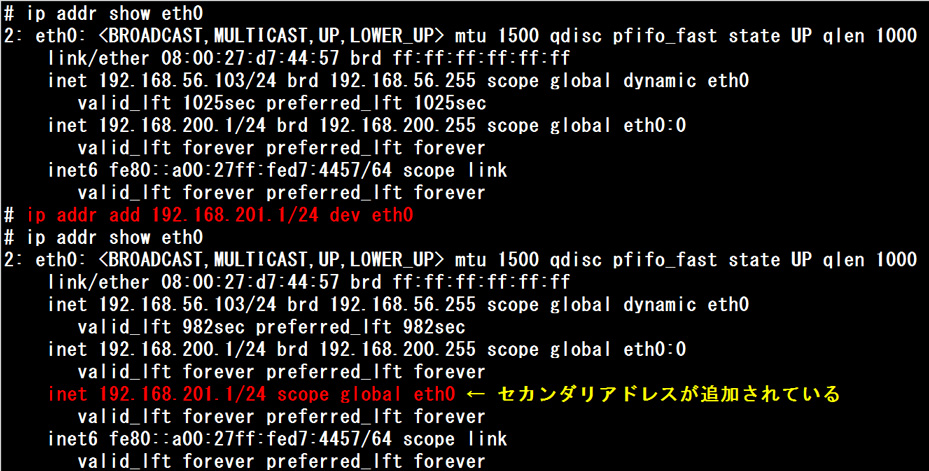 # ip addr show eth0
2: eth0: <BROADCAST,MULTICAST,UP,LOWER_UP> mtu 1500 qdisc pfifo_fast state UP qlen 1000
link/ether 08:00:27:d7:44:57 brd ff:ff:ff:ff:ff:ff
inet 192.168.56.103/24 brd 192.168.56.255 scope global dynamic eth0
valid_lft 1025sec preferred_lft 1025sec
inet 192.168.200.1/24 brd 192.168.200.255 scope global eth0:0
valid_lft forever preferred_lft forever
inet6 fe80::a00:27ff:fed7:4457/64 scope link
valid_lft forever preferred_lft forever
# ip addr add 192.168.201.1/24 dev eth0
# ip addr show eth0
2: eth0: <BROADCAST,MULTICAST,UP,LOWER_UP> mtu 1500 qdisc pfifo_fast state UP qlen 1000
link/ether 08:00:27:d7:44:57 brd ff:ff:ff:ff:ff:ff
inet 192.168.56.103/24 brd 192.168.56.255 scope global dynamic eth0
valid_lft 982sec preferred_lft 982sec
inet 192.168.200.1/24 brd 192.168.200.255 scope global eth0:0
valid_lft forever preferred_lft forever
inet 192.168.201.1/24 scope global eth0 ← セカンダリアドレスが追加されている
valid_lft forever preferred_lft forever
inet6 fe80::a00:27ff:fed7:4457/64 scope link
valid_lft forever preferred_lft forever